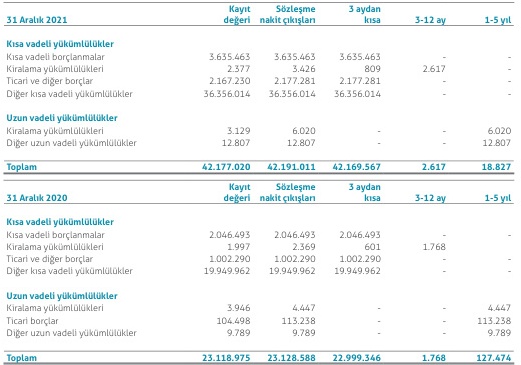 Kayıt Sözleşme 3 aydan
31 Aralık 2021 değeri nakit çıkışları kısa 3-12 ay 1-5 yıl
Kısa vadeli yükümlülükler
Kısa vadeli borçlanmalar 3.635.463 3.635.463 3.635.463 - -
Kiralama yükümlülükleri 2.377 3.426 809 2.617 -
Ticari ve diğer borçlar 2.167.230 2.177.281 2.177.281 - -
Diğer kısa vadeli yükümlülükler 36.356.014 36.356.014 36.356.014 - -
Uzun vadeli yükümlülükler
Kiralama yükümlülükleri 3.129 6.020 - - 6.020
Diğer uzun vadeli yükümlülükler 12.807 12.807 - - 12.807
Toplam 42.177.020 42.191.011 42.169.567 2.617 18.827
Kayıt Sözleşme 3 aydan
31 Aralık 2020 değeri nakit çıkışları kısa 3-12 ay 1-5 yıl
Kısa vadeli yükümlülükler
Kısa vadeli borçlanmalar 2.046.493 2.046.493 2.046.493 - -
Kiralama yükümlülükleri 1.997 2.369 601 1.768
Ticari ve diğer borçlar 1.002.290 1.002.290 1.002.290 - -
Diğer kısa vadeli yükümlülükler 19.949.962 19.949.962 19.949.962 - -
Uzun vadeli yükümlülükler
Kiralama yükümlülükleri 3.946 4.447 - - 4.447
Ticari borçlar 104.498 113.238 - - 113.238
Diğer uzun vadeli yükümlülükler 9.789 9.789 - - 9.789
Toplam 23.118.975 23.128.588 22.999.346 1.768 127.474